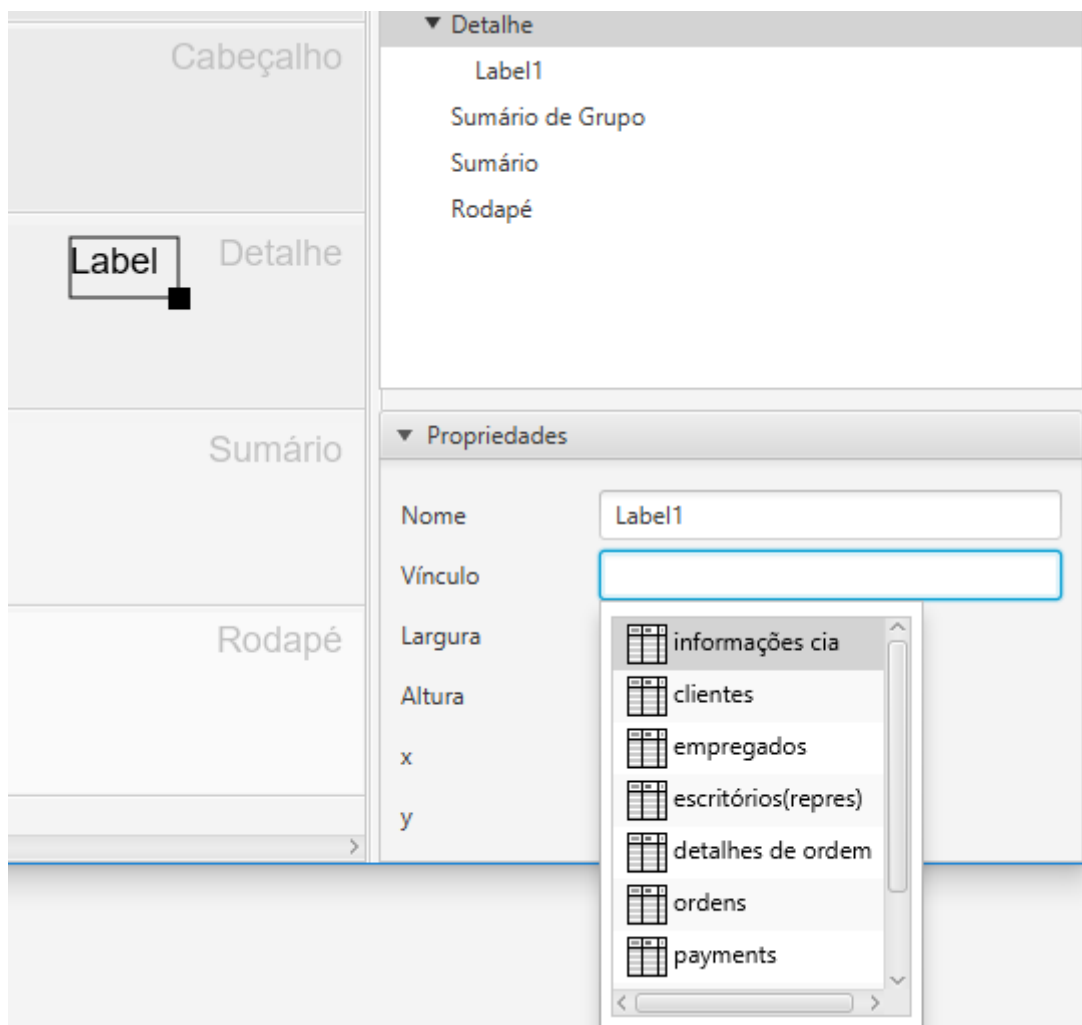 Cabeçalho
Label
Detalhe
Sumário
Rodapé
Detalhe
Label1
Sumário de Grupo
Sumário
Rodapé
Propriedades
Nome
Label1
Vínculo
Largura
Altura
x
y
informações cia
clientes
empregados
escritórios(repres)
detalhes de ordem
ordens
payments